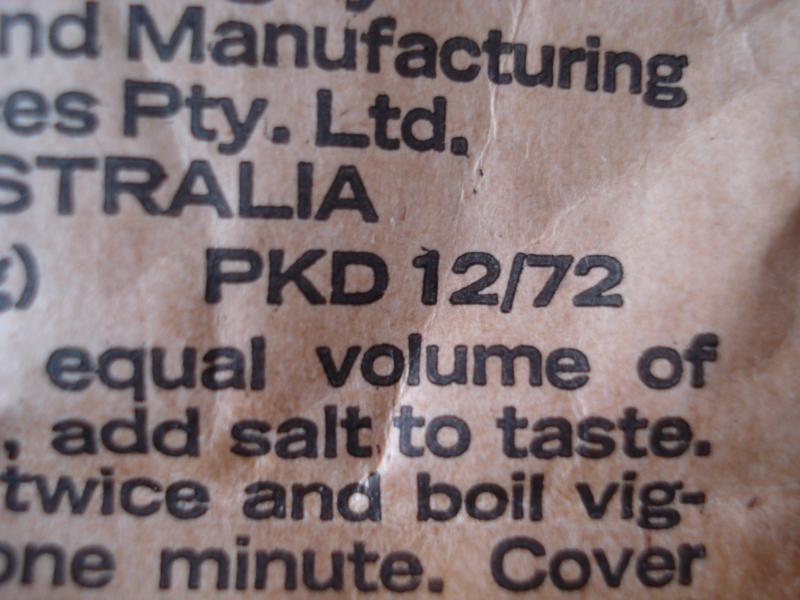 nd Manufacturing
es Pty. Ltd.
STRALIA
g) PKD 12/72
equal volume of
, add salt to taste.
twice and boil vig-
one minute. Cover